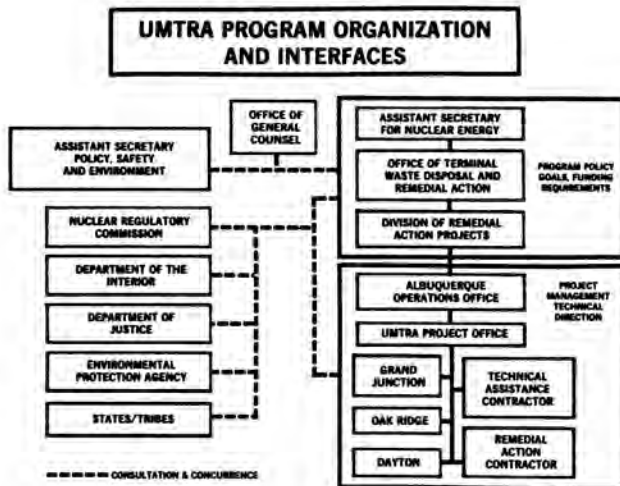 UMTRA PROGRAM ORGANIZATION
AND INTERFACES
OFFICE OF
GENERAL
COUNSEL
ASSISTANT SECRETARY
POLICY, SAFETY
AND ENVIRONMENT
NUCLEAR REGULATORY
COMMISSION
DEPARTMENT OF THE
INTERIOR
DEPARTMENT OF
JUSTICE
ENVIRONMENTAL
PROTECTION AGENCY
STATES/TRIBES
CONSULTATION & CONCURRENCE
ASSISTANT SECRETARY
FOR NUCLEAR ENERGY
OFFICE OF TERMINAL
WASTE DISPOSAL AND
REMEDIAL ACTION
DIVISION OF REMEDIAL
ACTION PROJECTS
PROGRAM POLICY
GOALS, FUNDING
REQUIREMENTS
ALBUQUERQUE
OPERATIONS OFFICE
UMTRA PROJECT OFFICE
PROJECT
MANAGEMENT
TECHNICAL
DIRECTION
GRAND
JUNCTION
OAK RIDGE
DAYTON
TECHNICAL
ASSISTANCE
CONTRACTOR
REMEDIAL
ACTION
CONTRACTOR